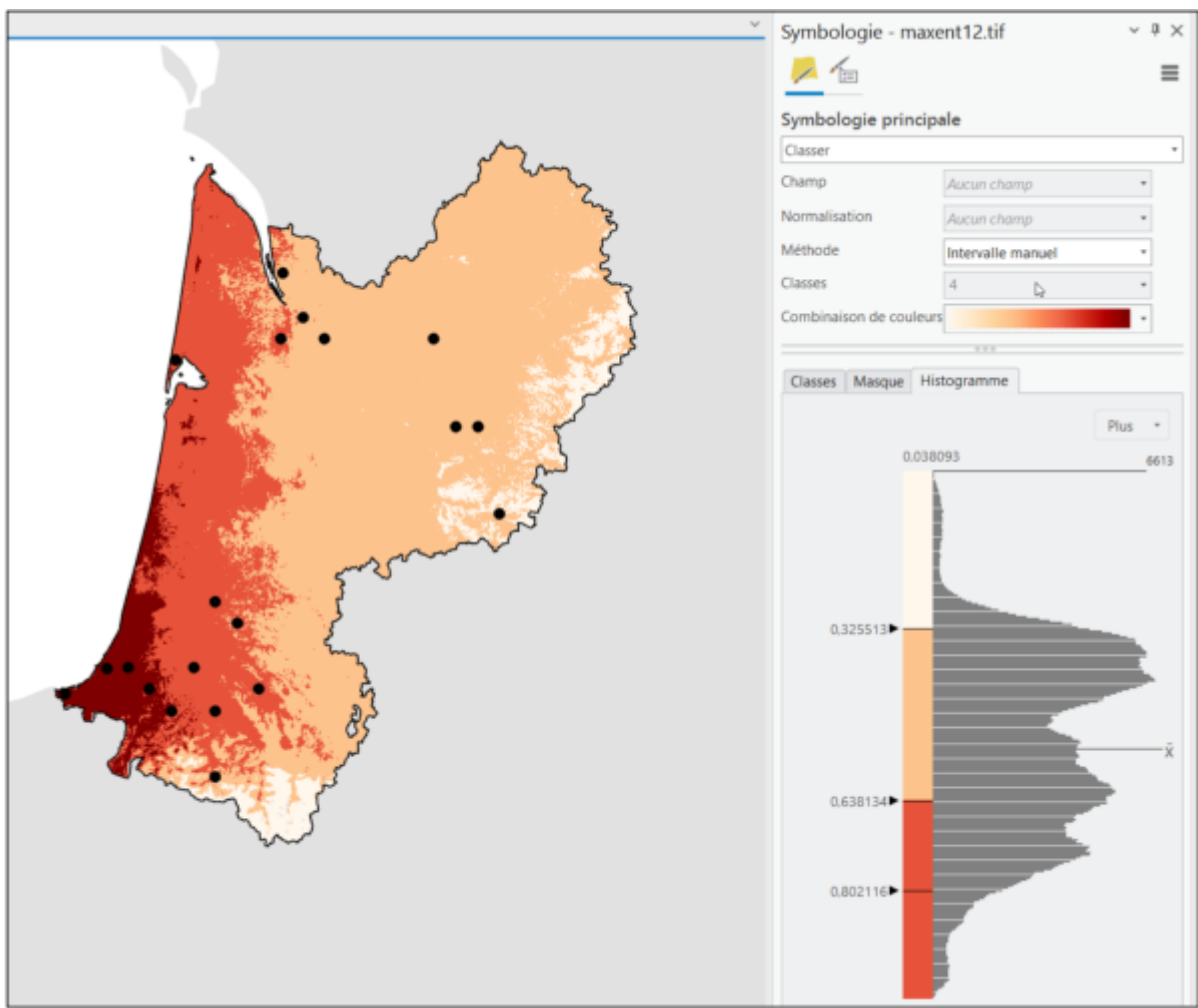 Symbologie - maxent12.tif
Symbologie principale
Classer
Champ
Aucun champ
Normalisation
Aucun champ
Méthode
Intervalle manuel
Classes
4
Combinaison de couleurs
Classes
Masque
Histogramme
Plus
0,038093
6613
0,325513
x̄
0,638134
0,802116